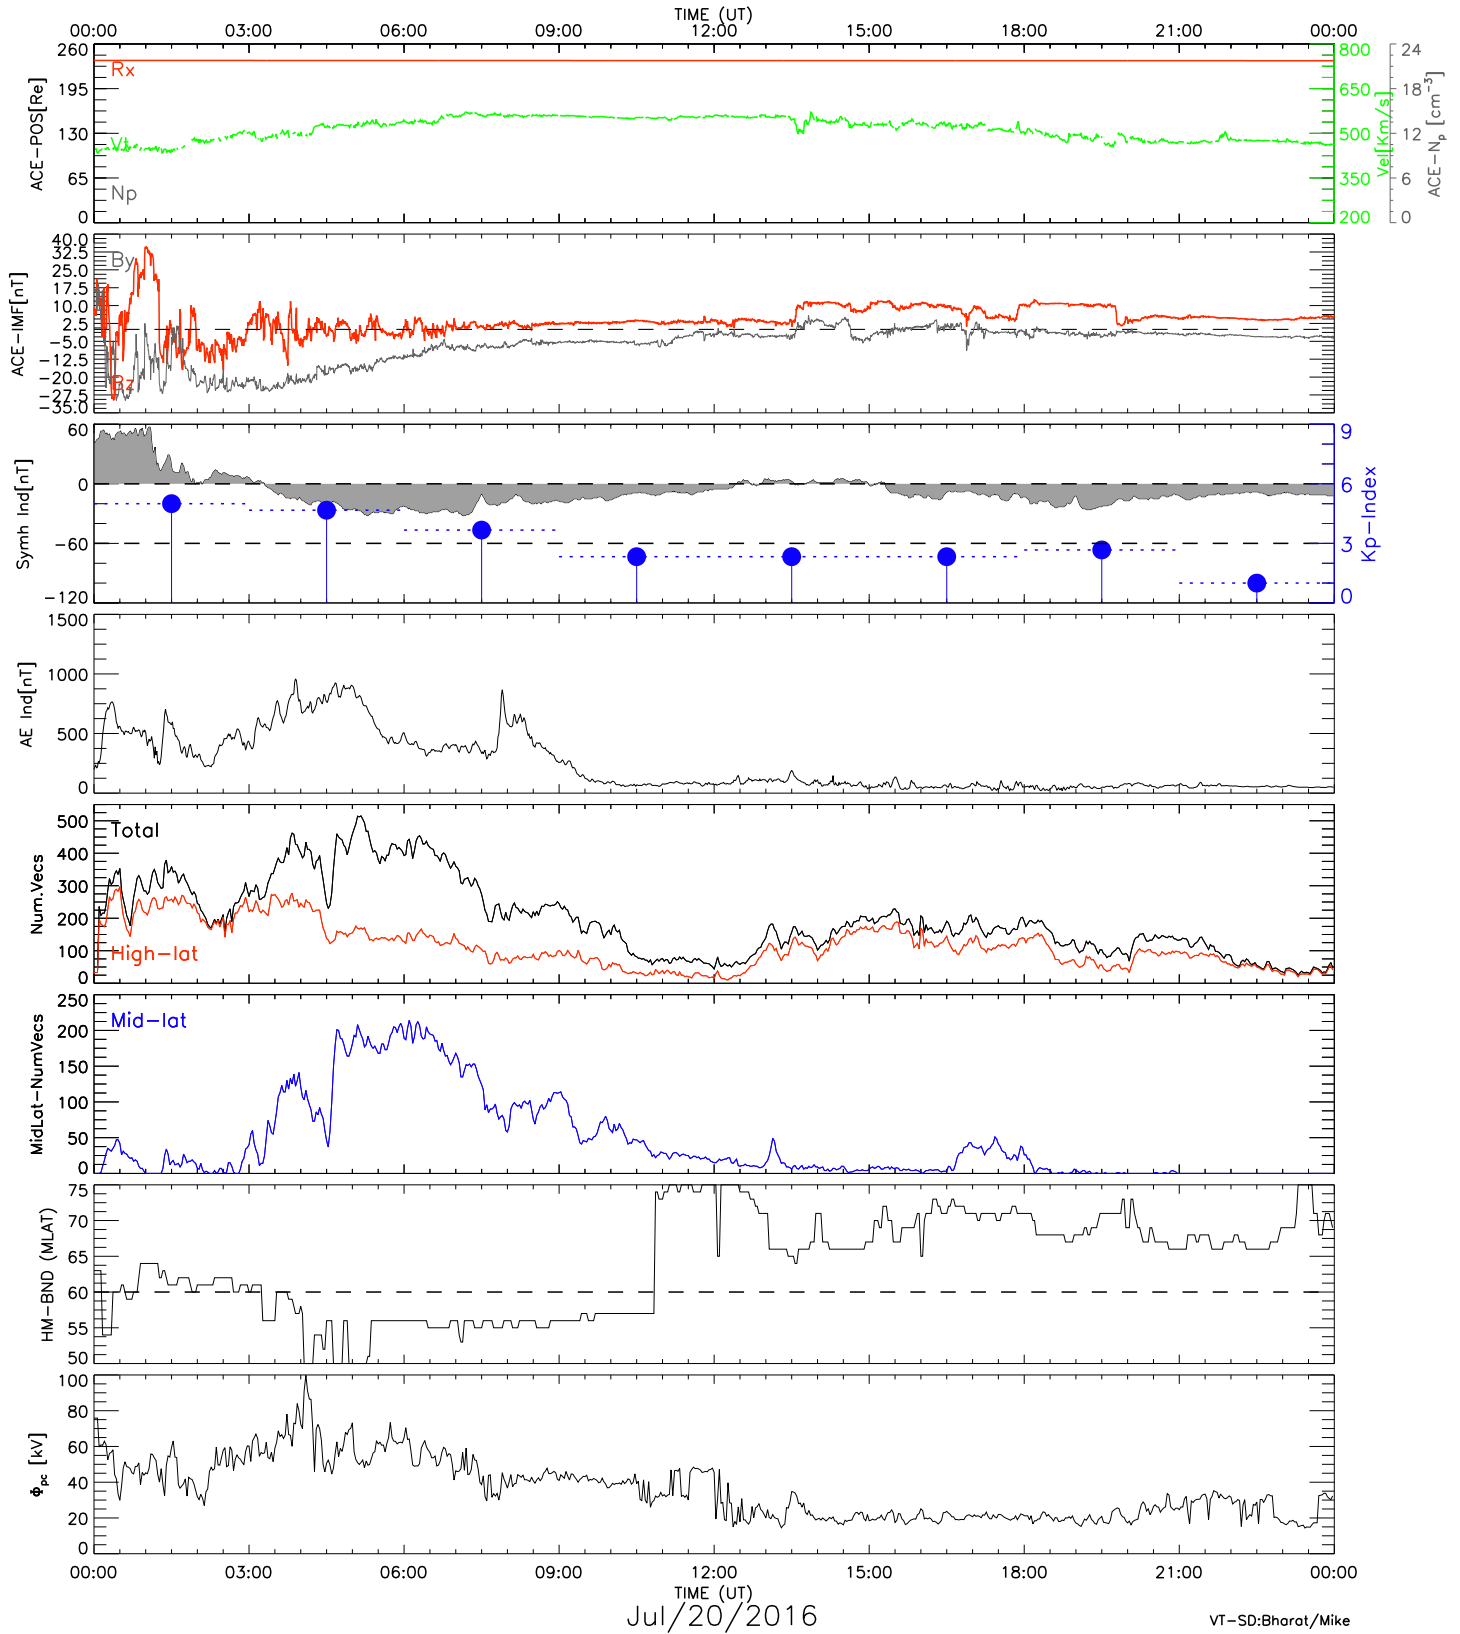 TIME (UT)
00:00 03:00 06:00 09:00 12:00 15:00 18:00 21:00 00:00
ACE-POS[Re]
260
195
130
65
0
Rx
Vt
Np
800
650
500
350
200
Vel[Km/s]
24
18
12
6
0
ACE-Np [cm-3]
ACE-IMF[nT]
40.0
32.5
25.0
17.5
10.0
2.5
-5.0
-12.5
-20.0
-27.5
-35.0
By
Bz
Symh Ind[nT]
60
0
-60
-120
9
6
3
0
Kp-Index
AE Ind[nT]
1500
1000
500
0
Num.Vecs
500
400
300
200
100
0
Total
High-lat
MidLat-NumVecs
250
200
150
100
50
0
Mid-lat
HM-BND (MLAT)
75
70
65
60
55
50
Φpc [kV]
100
80
60
40
20
0
00:00 03:00 06:00 09:00 12:00 15:00 18:00 21:00 00:00
TIME (UT)
Jul/20/2016
VT-SD:Bharat/Mike